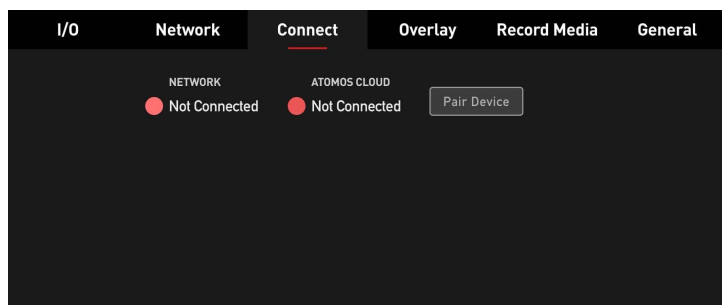 I/O Network Connect Overlay Record Media General
NETWORK ATOMOS CLOUD
Not Connected Not Connected Pair Device